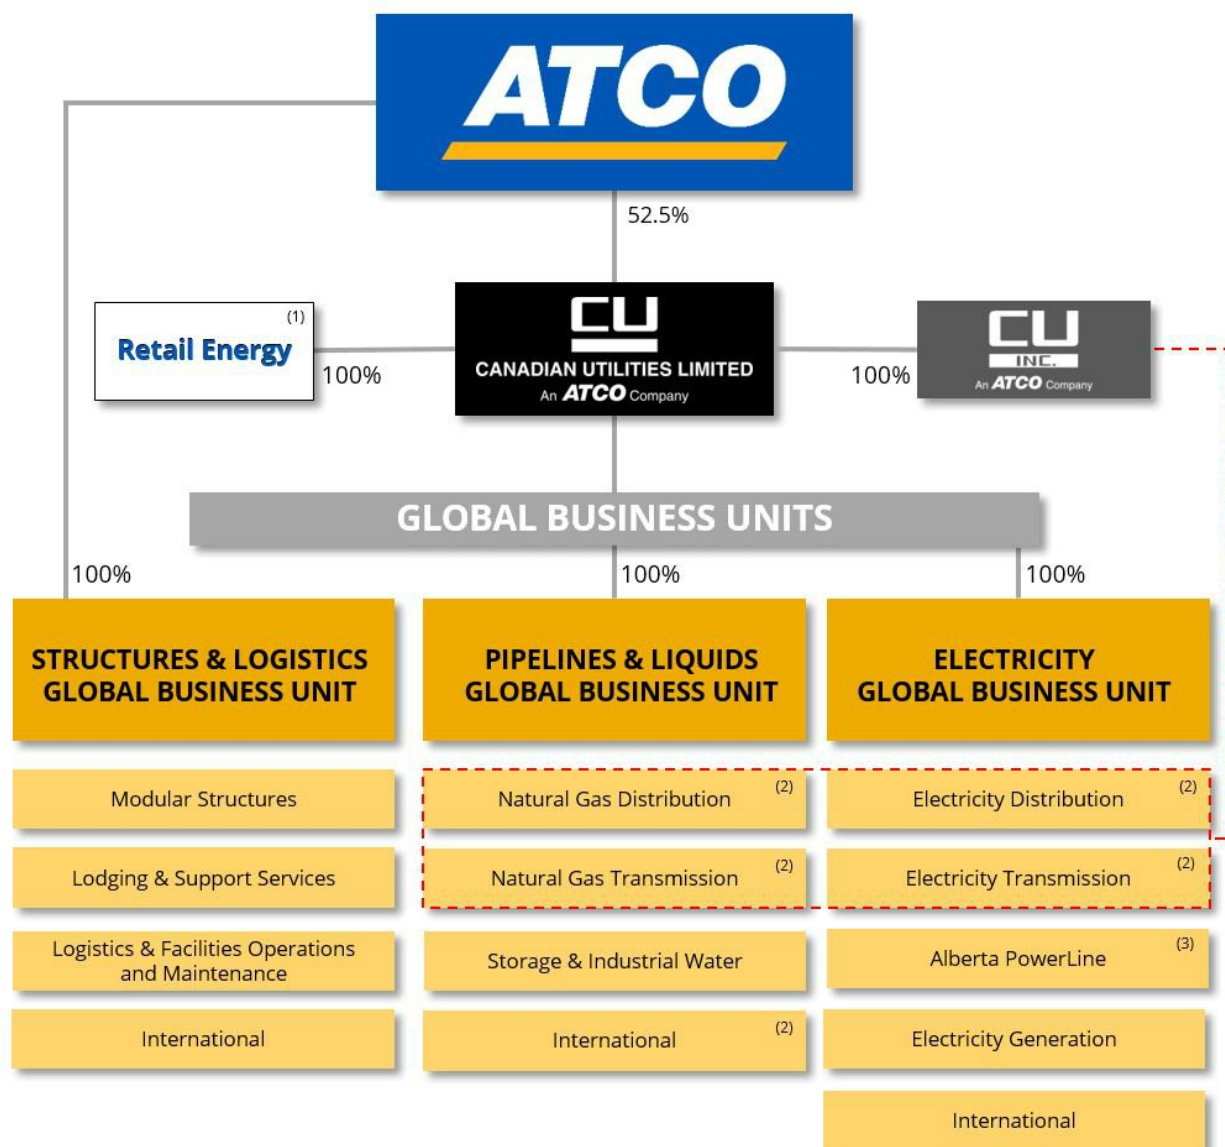 ATCO
52.5%
(1)
Retail Energy
100%
CU
CANADIAN UTILITIES LIMITED
An ATCO Company
100%
CU
INC.
An ATCO Company
GLOBAL BUSINESS UNITS
100%
100%
100%
STRUCTURES & LOGISTICS
GLOBAL BUSINESS UNIT
PIPELINES & LIQUIDS
GLOBAL BUSINESS UNIT
ELECTRICITY
GLOBAL BUSINESS UNIT
Modular Structures
Natural Gas Distribution (2)
Electricity Distribution (2)
Lodging & Support Services
Natural Gas Transmission (2)
Electricity Transmission (2)
Logistics & Facilities Operations
and Maintenance
Storage & Industrial Water
Alberta PowerLine (3)
International
International (2)
Electricity Generation
International